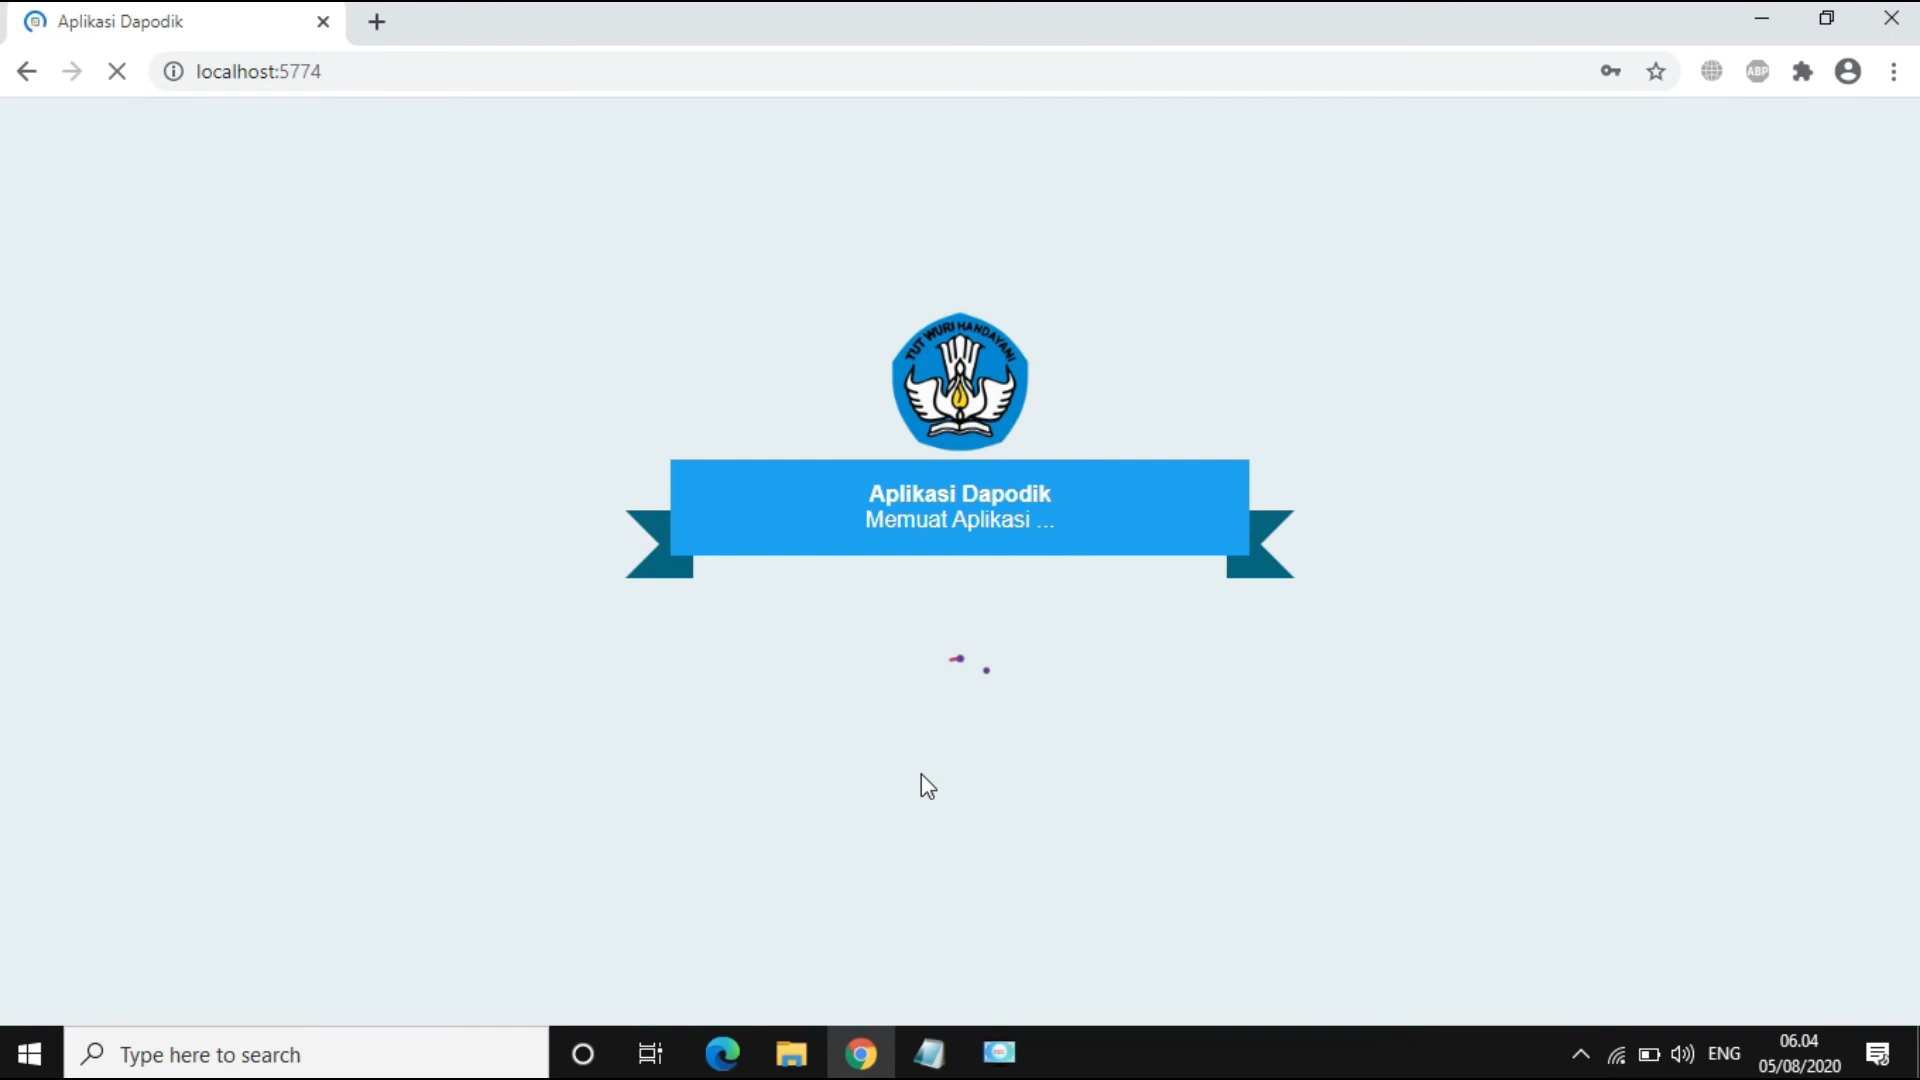 Aplikasi Dapodik
localhost:5774
ABP
TUT WURI HANDAYANI
Aplikasi Dapodik
Memuat Aplikasi ...
Type here to search
ENG
06.04
05/08/2020